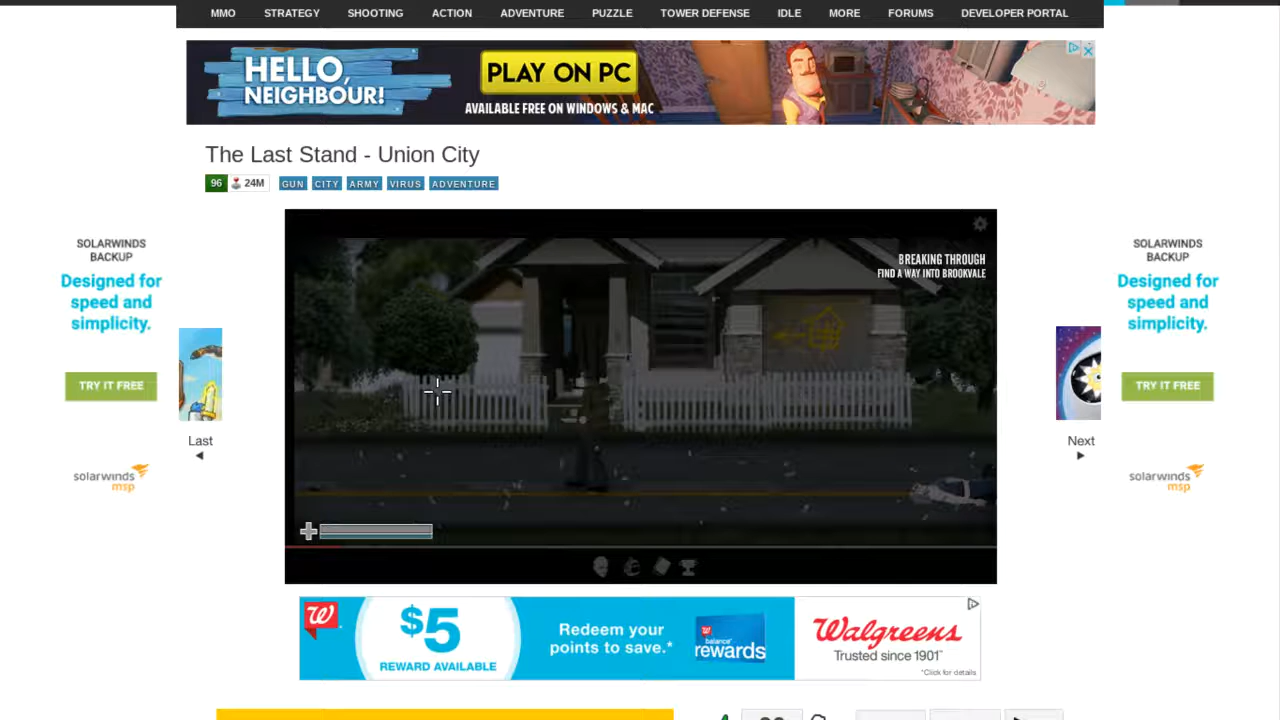 MMO STRATEGY SHOOTING ACTION ADVENTURE PUZZLE TOWER DEFENSE IDLE MORE FORUMS DEVELOPER PORTAL
HELLO,
NEIGHBOUR!
PLAY ON PC
AVAILABLE FREE ON WINDOWS & MAC
The Last Stand - Union City
96 24M GUN CITY ARMY VIRUS ADVENTURE
SOLARWINDS
BACKUP
Designed for
speed and
simplicity.
TRY IT FREE
solarwinds
msp
Last
BREAKING THROUGH
FIND A WAY INTO BROOKVALE
Next
SOLARWINDS
BACKUP
Designed for
speed and
simplicity.
TRY IT FREE
solarwinds
msp
W
$5
REWARD AVAILABLE
Redeem your
points to save.*
W
balance
rewards
Walgreens
Trusted since 1901
*Click for details